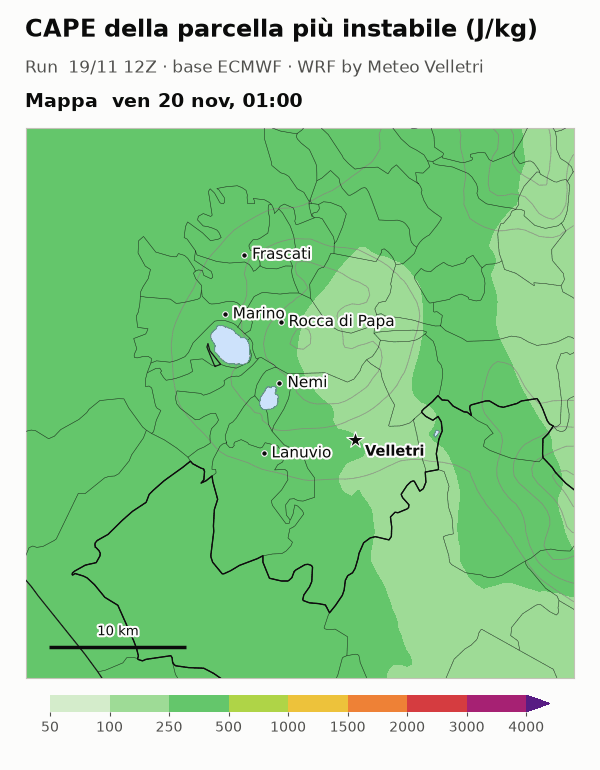 CAPE della parcella più instabile (J/kg)
Run  19/11 12Z · base ECMWF · WRF by Meteo Velletri
Mappa  ven 20 nov, 01:00
Frascati
Marino
Rocca di Papa
Nemi
Velletri
Lanuvio
10 km
50 100 250 500 1000 1500 2000 3000 4000